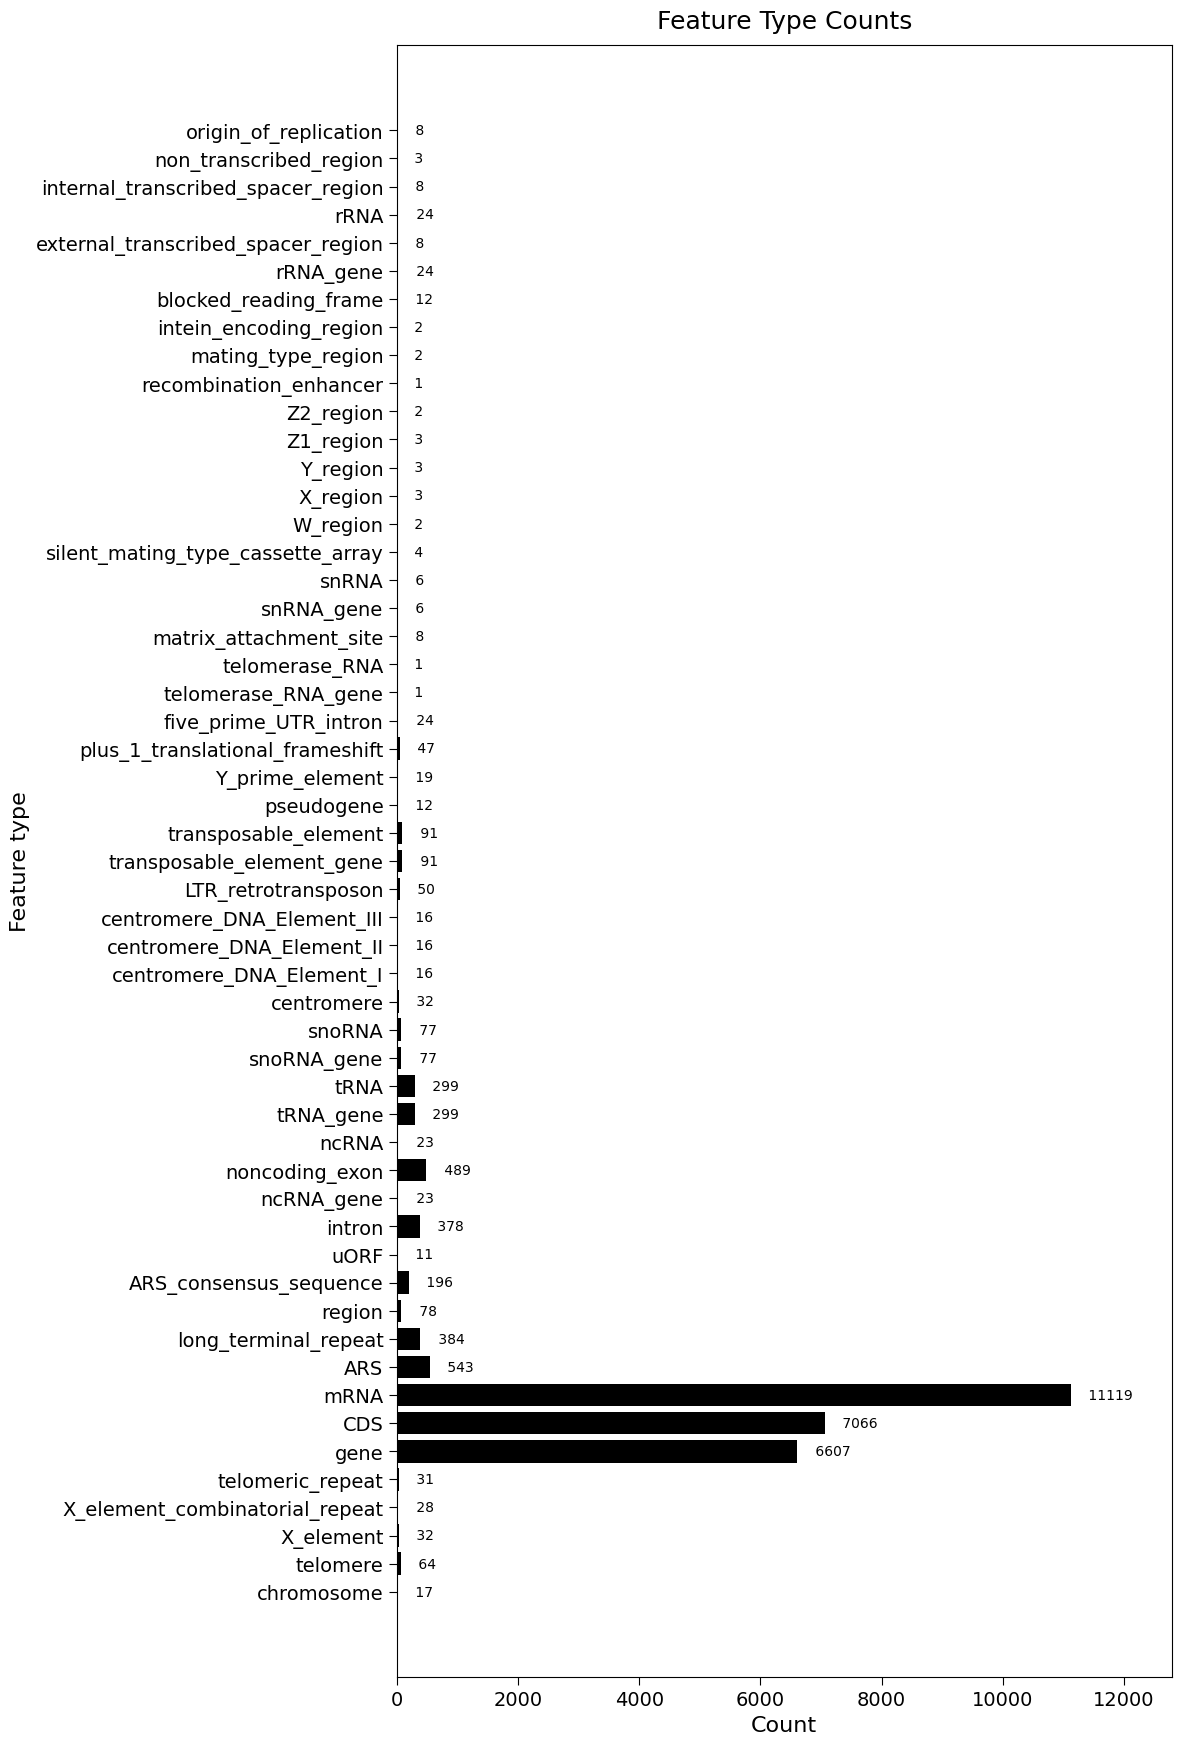 Feature Type Counts
origin_of_replication 8
non_transcribed_region 3
internal_transcribed_spacer_region 8
rRNA 24
external_transcribed_spacer_region 8
rRNA_gene 24
blocked_reading_frame 12
intein_encoding_region 2
mating_type_region 2
recombination_enhancer 1
Z2_region 2
Z1_region 3
Y_region 3
X_region 3
W_region 2
silent_mating_type_cassette_array 4
snRNA 6
snRNA_gene 6
matrix_attachment_site 8
telomerase_RNA 1
telomerase_RNA_gene 1
five_prime_UTR_intron 24
plus_1_translational_frameshift 47
Y_prime_element 19
pseudogene 12
transposable_element 91
transposable_element_gene 91
LTR_retrotransposon 50
centromere_DNA_Element_III 16
centromere_DNA_Element_II 16
centromere_DNA_Element_I 16
centromere 32
snoRNA 77
snoRNA_gene 77
tRNA 299
tRNA_gene 299
ncRNA 23
noncoding_exon 489
ncRNA_gene 23
intron 378
uORF 11
ARS_consensus_sequence 196
region 78
long_terminal_repeat 384
ARS 543
mRNA 11119
CDS 7066
gene 6607
telomeric_repeat 31
X_element_combinatorial_repeat 28
X_element 32
telomere 64
chromosome 17
Feature type
0 2000 4000 6000 8000 10000 12000
Count